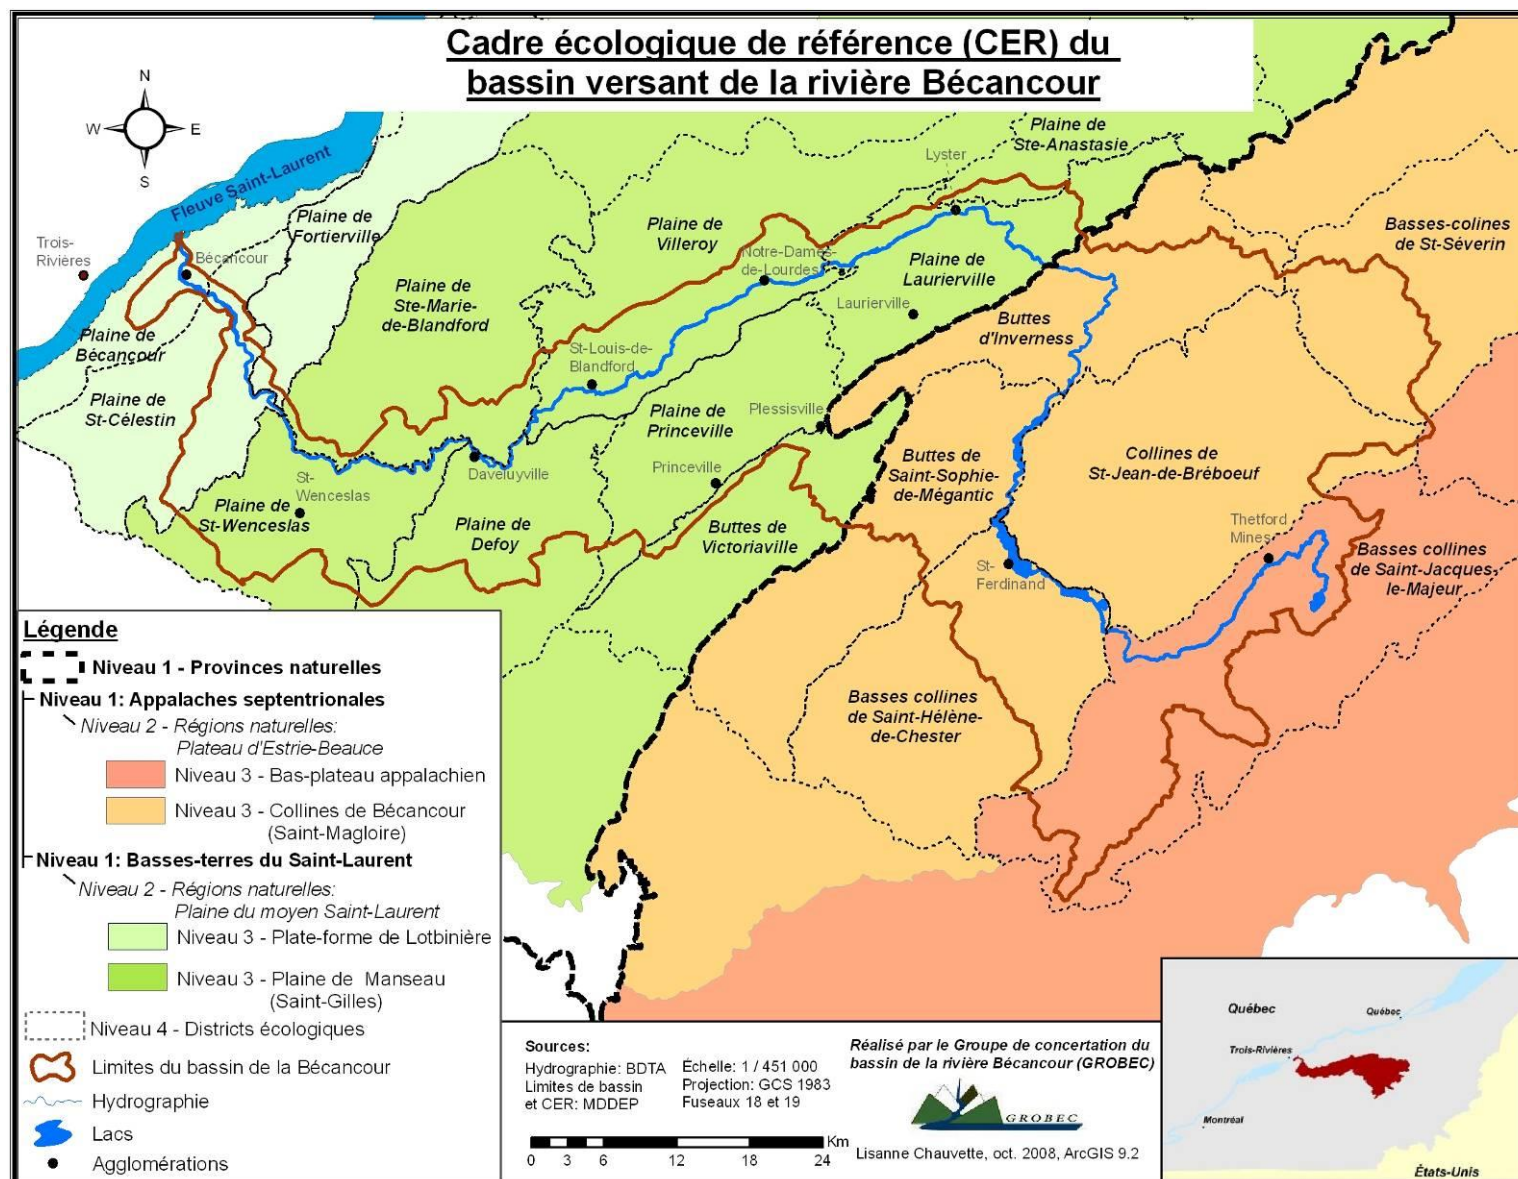 Cadre écologique de référence (CER) du
bassin versant de la rivière Bécancour
N
W
E
S
Fleuve Saint-Laurent
Trois-
Rivières
Bécancour
Plaine de
Fortierville
Plaine de
Ste-Anastasie
Lyster
Plaine de
Villeroy
Notre-Dames-
de-Lourdes
Plaine de
Laurierville
Laurierville
Basses-colines
de St-Séverin
Plaine de
Ste-Marie-
de-Blandford
Plaine de
Bécancour
Plaine de
St-Célestin
St-Louis-de-
Blandford
Buttes
d'Inverness
Plaine de
Princeville
Plessisville
Buttes de
Saint-Sophie-
de-Mégantic
Collines de
St-Jean-de-Bréboeuf
St-
Wenceslas
Daveluyville
Princeville
Plaine de
St-Wenceslas
Plaine de
Defoy
Buttes de
Victoriaville
Thetford
Mines
Basses collines
de Saint-Jacques-
le-Majeur
St-
Ferdinand
Basses collines
de Saint-Hélène-
de-Chester
Légende
Niveau 1 - Provinces naturelles
Niveau 1: Appalaches septentrionales
Niveau 2 - Régions naturelles:
Plateau d'Estrie-Beauce
Niveau 3 - Bas-plateau appalachien
Niveau 3 - Collines de Bécancour
(Saint-Magloire)
Niveau 1: Basses-terres du Saint-Laurent
Niveau 2 - Régions naturelles:
Plaine du moyen Saint-Laurent
Niveau 3 - Plate-forme de Lotbinière
Niveau 3 - Plaine de Manseau
(Saint-Gilles)
Niveau 4 - Districts écologiques
Limites du bassin de la Bécancour
Hydrographie
Lacs
Agglomérations
Sources:
Hydrographie: BDTA
Limites de bassin
et CER: MDDEP
Échelle: 1 / 451 000
Projection: GCS 1983
Fuseaux 18 et 19
Km
0 3 6 12 18 24
Réalisé par le Groupe de concertation du
bassin de la rivière Bécancour (GROBEC)
GROBEC
Lisanne Chauvette, oct. 2008, ArcGIS 9.2
Québec
Québec
Trois-Rivières
Montréal
États-Unis